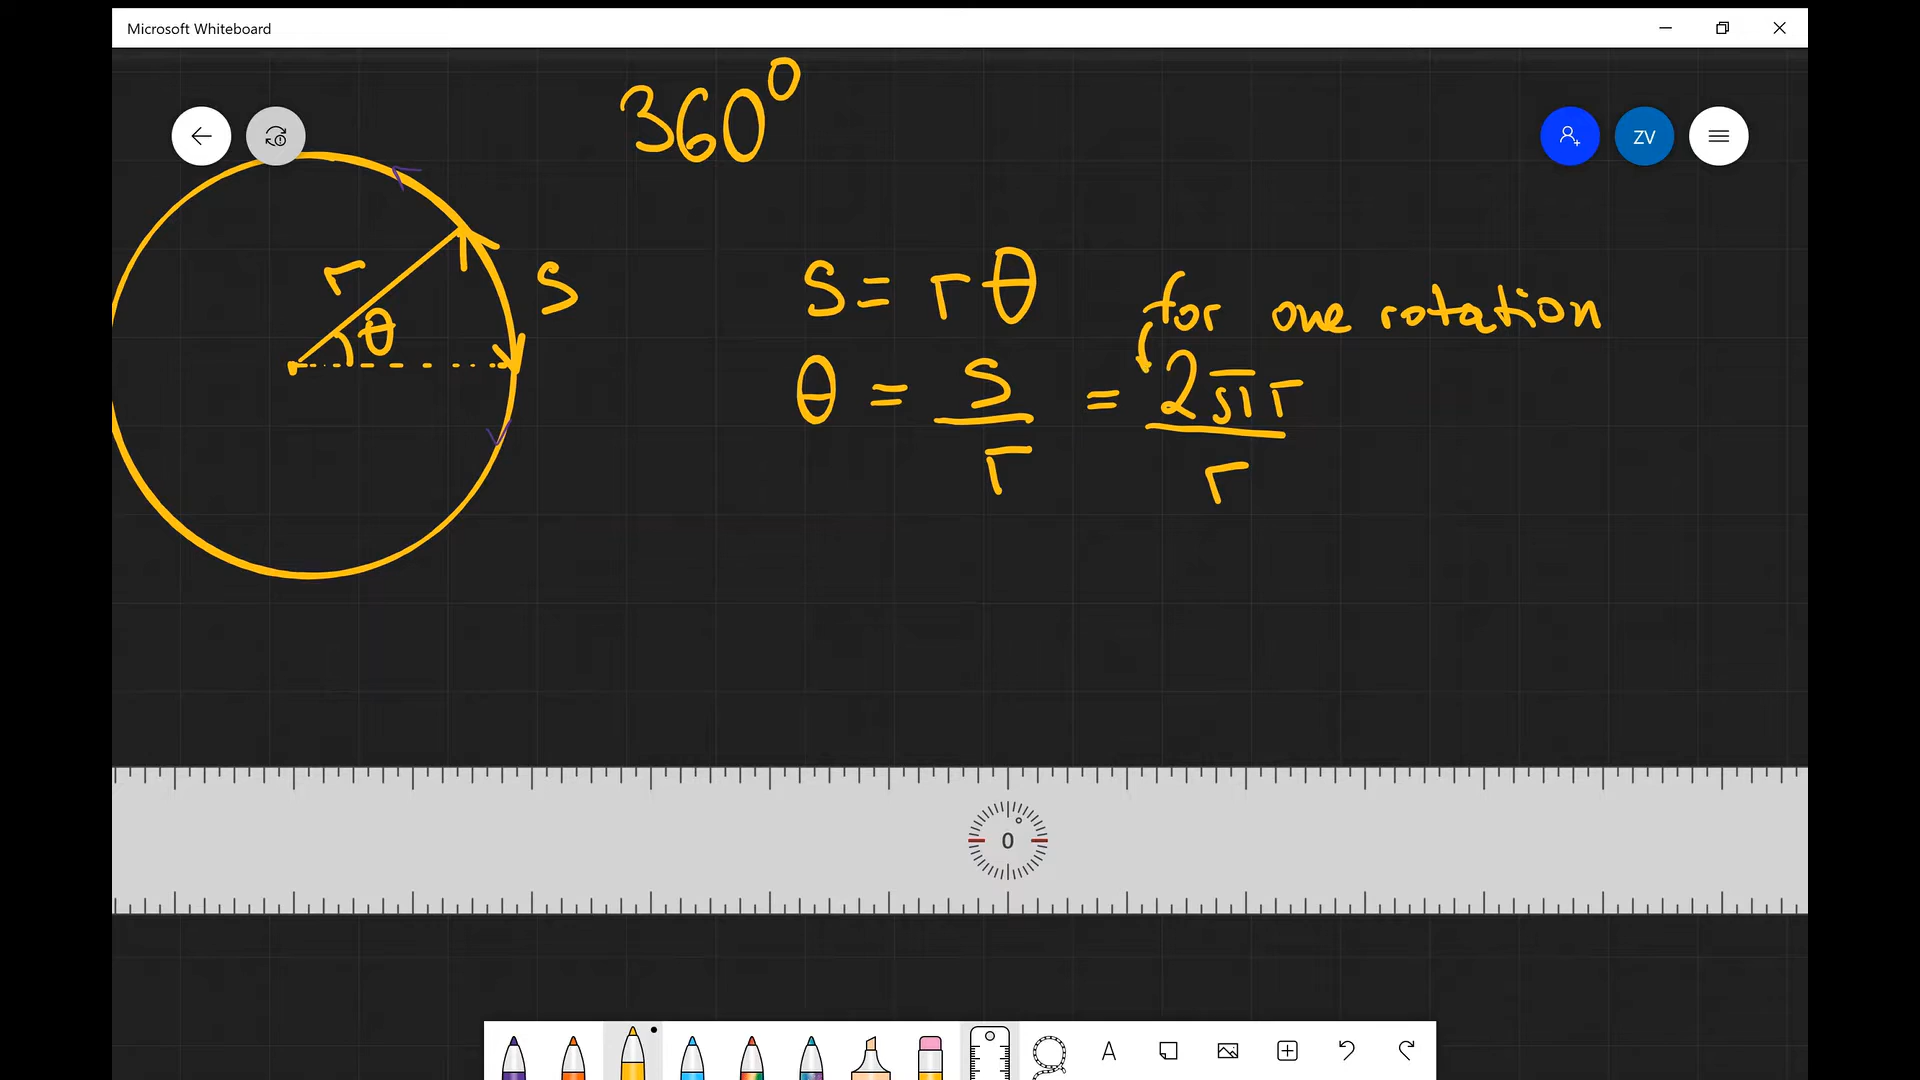 Microsoft Whiteboard
360°
ZV
r
θ
s
s = rθ
for one rotation
θ = s/r = 2πr/r
0°
A